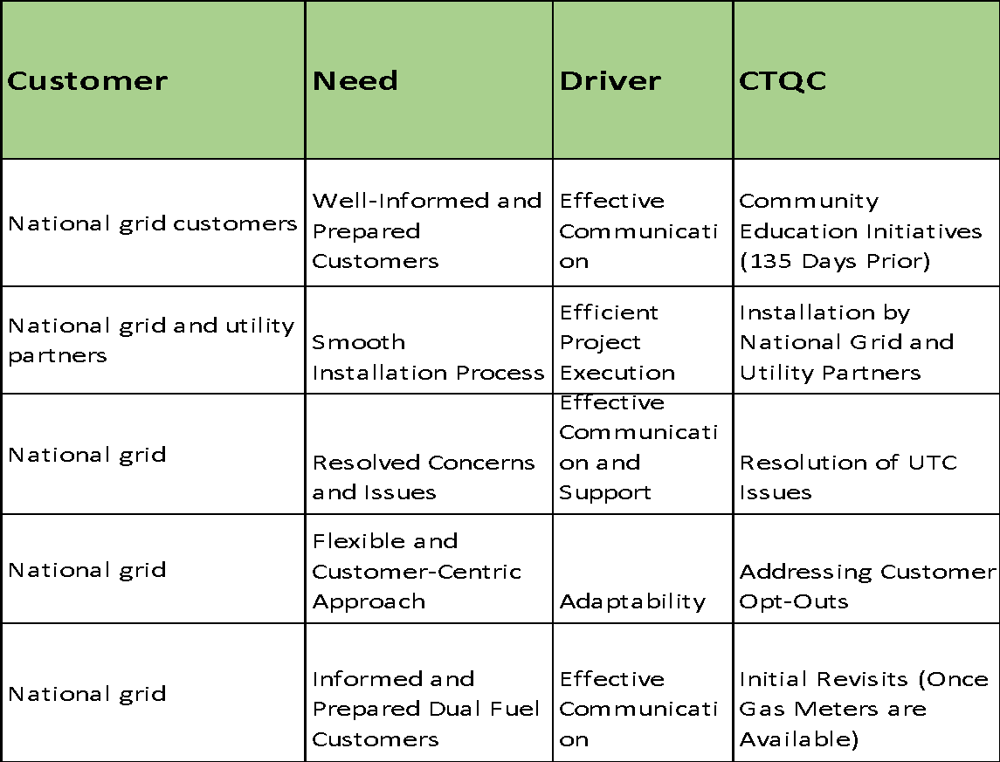 Customer
Need
Driver
CTQC
National grid customers
Well-Informed and
Prepared
Customers
Effective
Communicati
on
Community
Education Initiatives
(135 Days Prior)
National grid and utility
partners
Smooth
Installation Process
Efficient
Project
Execution
Installation by
National Grid and
Utility Partners
National grid
Resolved Concerns
and Issues
Effective
Communicati
on and
Support
Resolution of UTC
Issues
National grid
Flexible and
Customer-Centric
Approach
Adaptability
Addressing Customer
Opt-Outs
National grid
Informed and
Prepared Dual Fuel
Customers
Effective
Communicati
on
Initial Revisits (Once
Gas Meters are
Available)